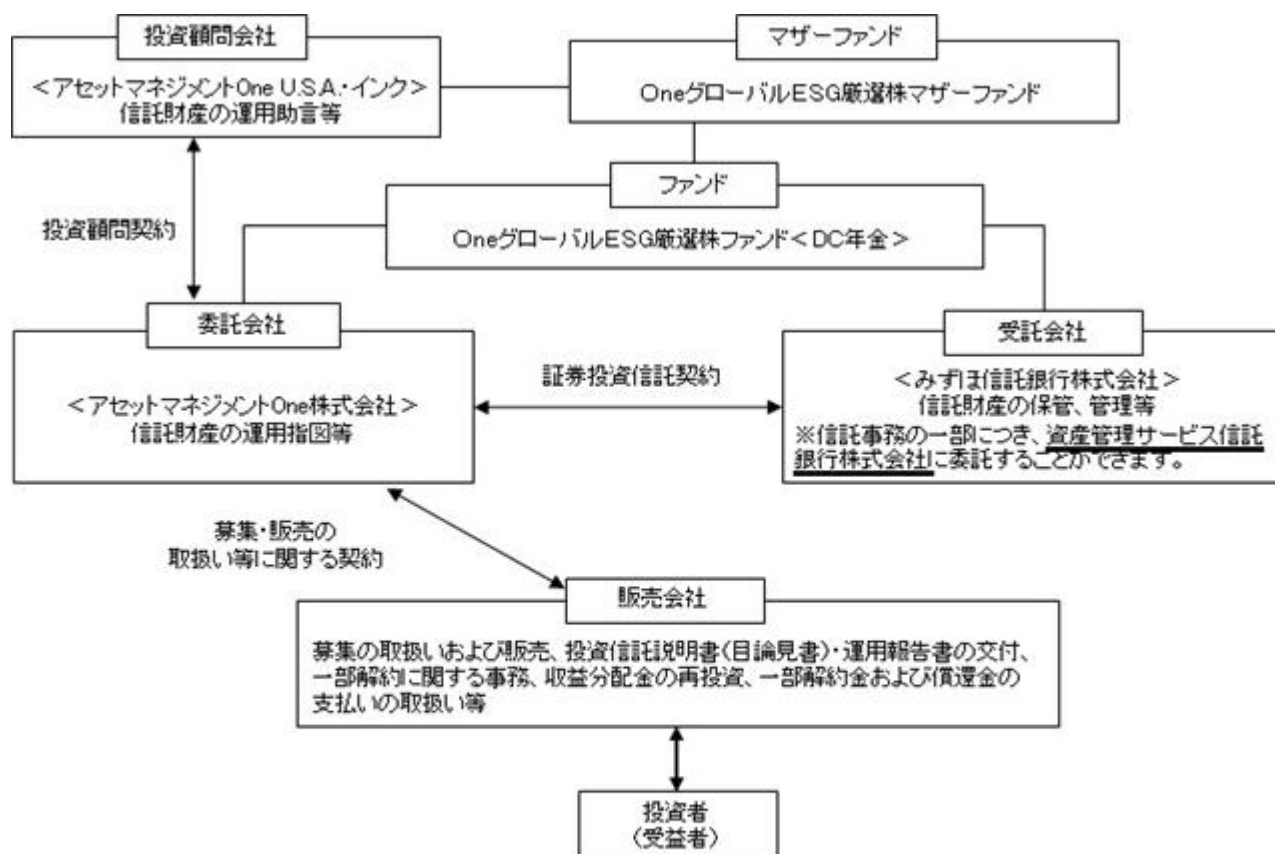 投資顧問会社
＜アセットマネジメントOne U.S.A.・インク＞
信託財産の運用助言等
マザーファンド
OneグローバルESG厳選株マザーファンド
ファンド
OneグローバルESG厳選株ファンド＜DC年金＞
投資顧問契約
委託会社
＜アセットマネジメントOne株式会社＞
信託財産の運用指図等
証券投資信託契約
受託会社
＜みずほ信託銀行株式会社＞
信託財産の保管、管理等
※信託事務の一部につき、資産管理サービス信託
銀行株式会社に委託することができます。
募集・販売の
取扱い等に関する契約
販売会社
募集の取扱いおよび販売、投資信託説明書（目論見書）・運用報告書の交付、
一部解約に関する事務、収益分配金の再投資、一部解約金および償還金の
支払いの取扱い等
投資者
（受益者）